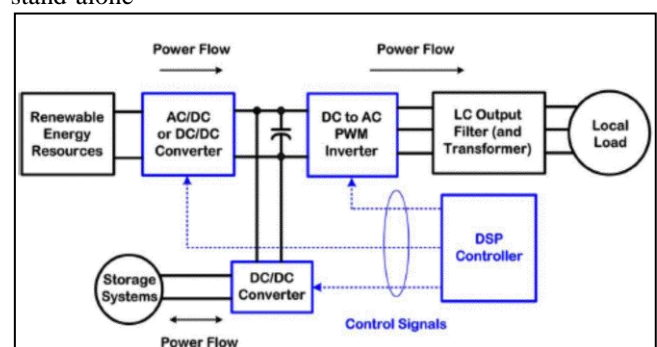 stand-alone
Power Flow
Power Flow
Renewable
Energy
Resources
AC/DC
or DC/DC
Converter
DC to AC
PWM
Inverter
LC Output
Filter (and
Transformer)
Local
Load
DSP
Controller
Storage
Systems
DC/DC
Converter
Control Signals
Power Flow